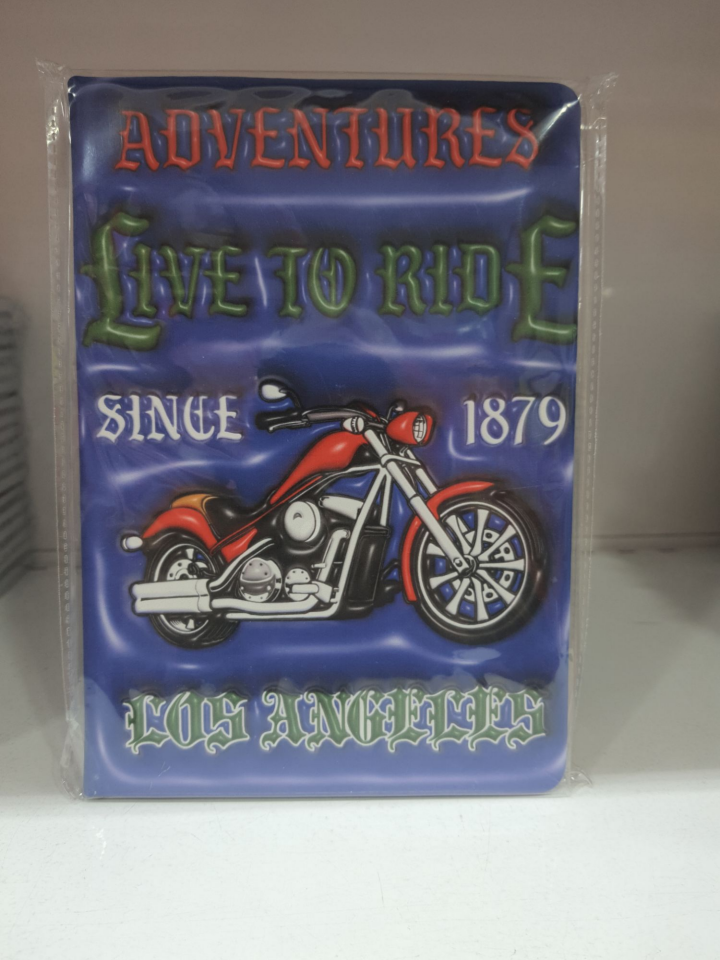 ADVENTURES
LIVE TO RIDE
SINCE 1879
LOS ANGELES